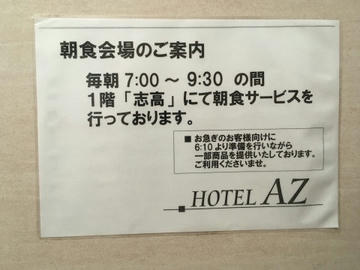 朝食会場のご案内
毎朝 7:00 ～ 9:30 の間
1階 「志高」 にて朝食サービスを
行っております。
■ お急ぎのお客様向けに
6:10 より準備を行いながら
一部商品を提供いたしております。
ご利用くださいませ。
HOTEL AZ